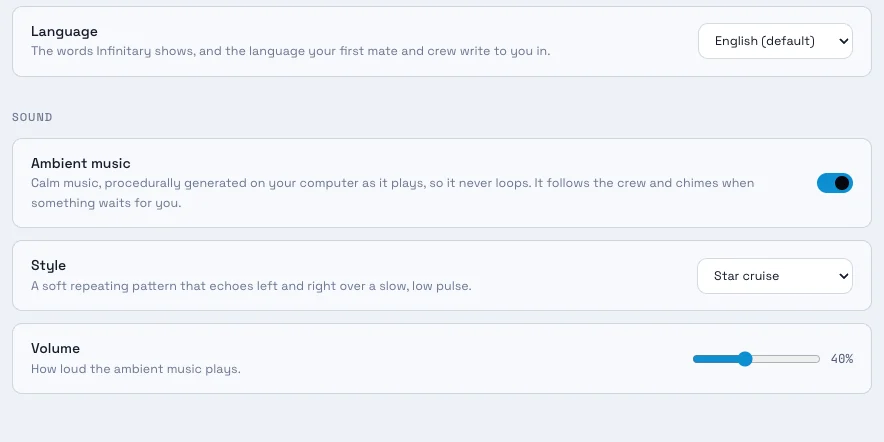 Language
The words Infinitary shows, and the language your first mate and crew write to you in.
English (default)
SOUND
Ambient music
Calm music, procedurally generated on your computer as it plays, so it never loops. It follows the crew and chimes when
something waits for you.
Style
A soft repeating pattern that echoes left and right over a slow, low pulse.
Star cruise
Volume
How loud the ambient music plays.
40%